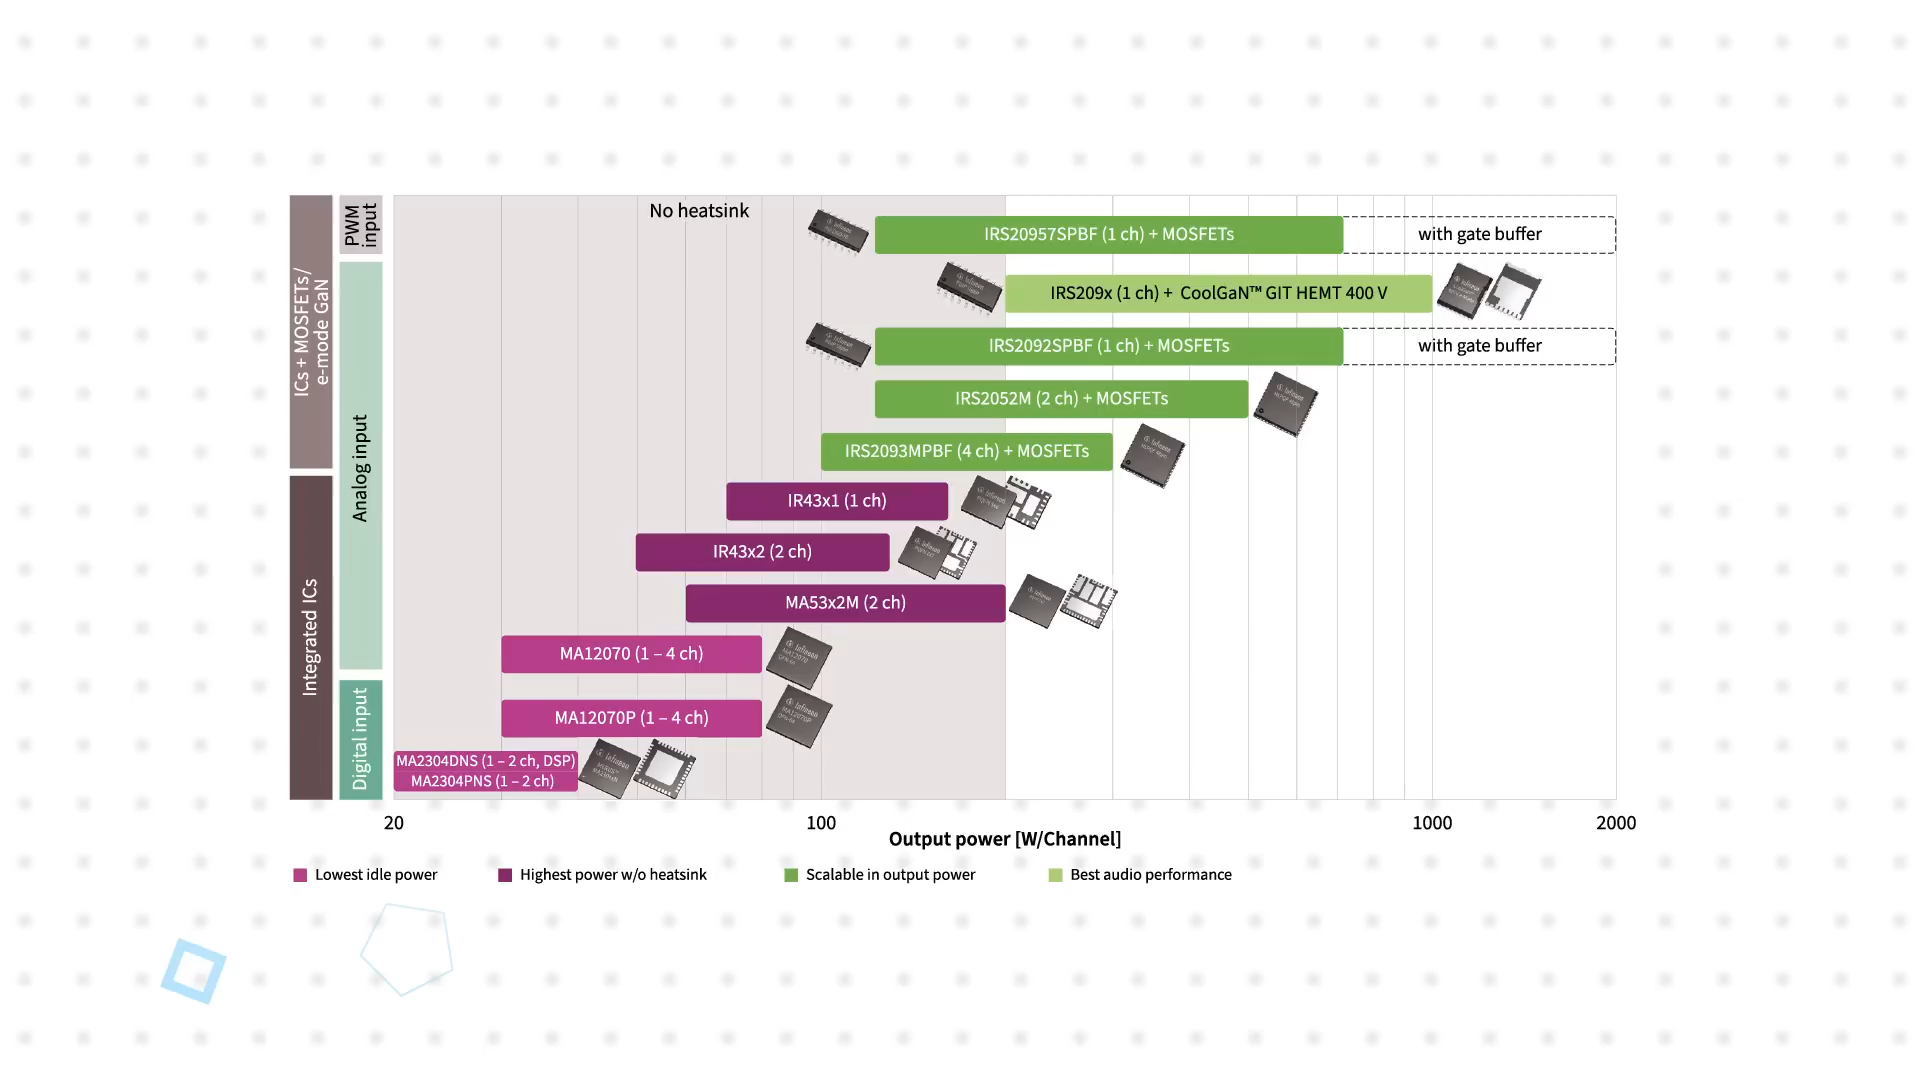 PWM
input
No heatsink
IRS20957SPBF (1 ch) + MOSFETs
with gate buffer
ICs + MOSFETs/
e-mode GaN
IRS209x (1 ch) + CoolGaN™ GIT HEMT 400 V
IRS2092SPBF (1 ch) + MOSFETs
with gate buffer
IRS2052M (2 ch) + MOSFETs
Analog input
IRS2093MPBF (4 ch) + MOSFETs
IR43x1 (1 ch)
IR43x2 (2 ch)
Integrated ICs
MA53x2M (2 ch)
MA12070 (1 – 4 ch)
Infineon
MA12070
Digital input
MA12070P (1 – 4 ch)
Infineon
MA12070P
MA2304DNS (1 – 2 ch, DSP)
MA2304PNS (1 – 2 ch)
20
100
1000
2000
Output power [W/Channel]
Lowest idle power
Highest power w/o heatsink
Scalable in output power
Best audio performance